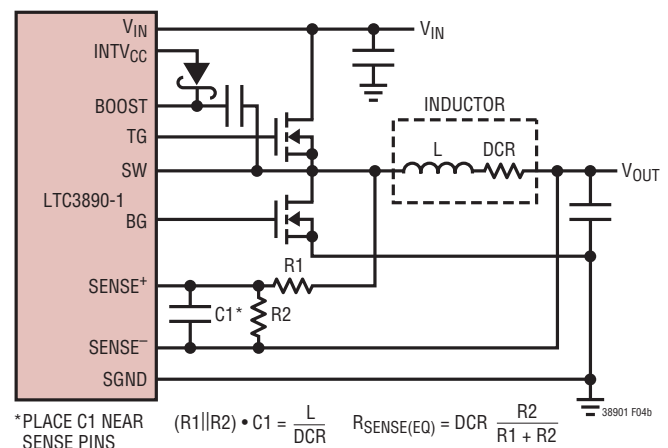 V_IN
V_IN
INTV_CC
BOOST
INDUCTOR
TG
L
DCR
SW
V_OUT
LTC3890-1
BG
R1
SENSE⁺
C1*
R2
SENSE⁻
SGND
38901 F04b
*PLACE C1 NEAR
SENSE PINS
(R1||R2) • C1 = L/DCR
R_SENSE(EQ) = DCR R2/(R1 + R2)